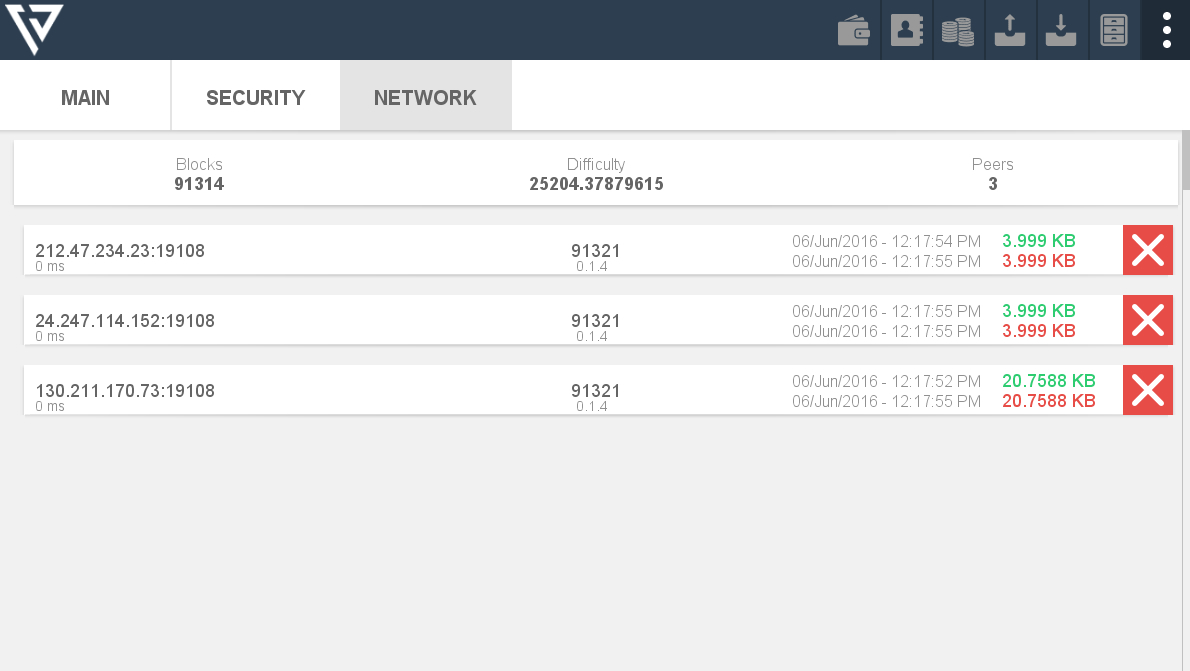 MAIN SECURITY NETWORK
Blocks Difficulty Peers
91314 25204.37879615 3
212.47.234.23:19108 91321 06/Jun/2016 - 12:17:54 PM 3.999 KB
0 ms 0.1.4 06/Jun/2016 - 12:17:55 PM 3.999 KB
24.247.114.152:19108 91321 06/Jun/2016 - 12:17:55 PM 3.999 KB
0 ms 0.1.4 06/Jun/2016 - 12:17:55 PM 3.999 KB
130.211.170.73:19108 91321 06/Jun/2016 - 12:17:52 PM 20.7588 KB
0 ms 0.1.4 06/Jun/2016 - 12:17:55 PM 20.7588 KB